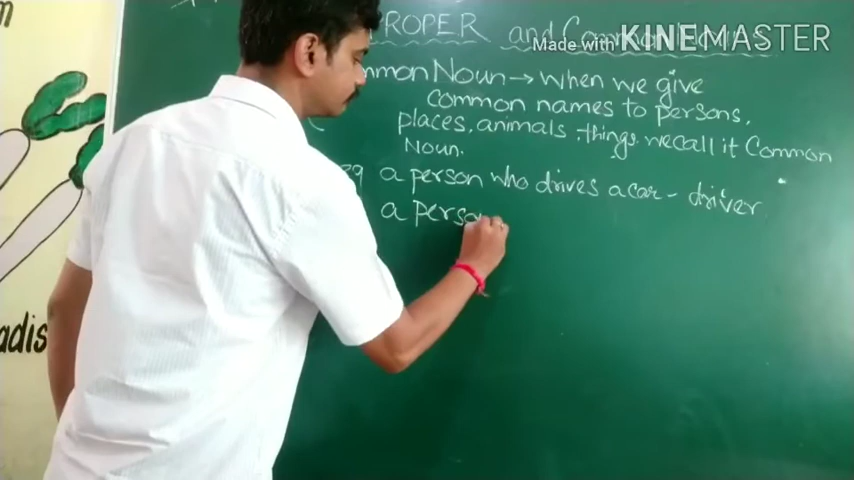 PROPER and Common
Made with KINEMASTER
mmon Noun → when we give
common names to persons,
places, animals, things. we call it Common
Noun.
a person who drives a car - driver
a perso
adis